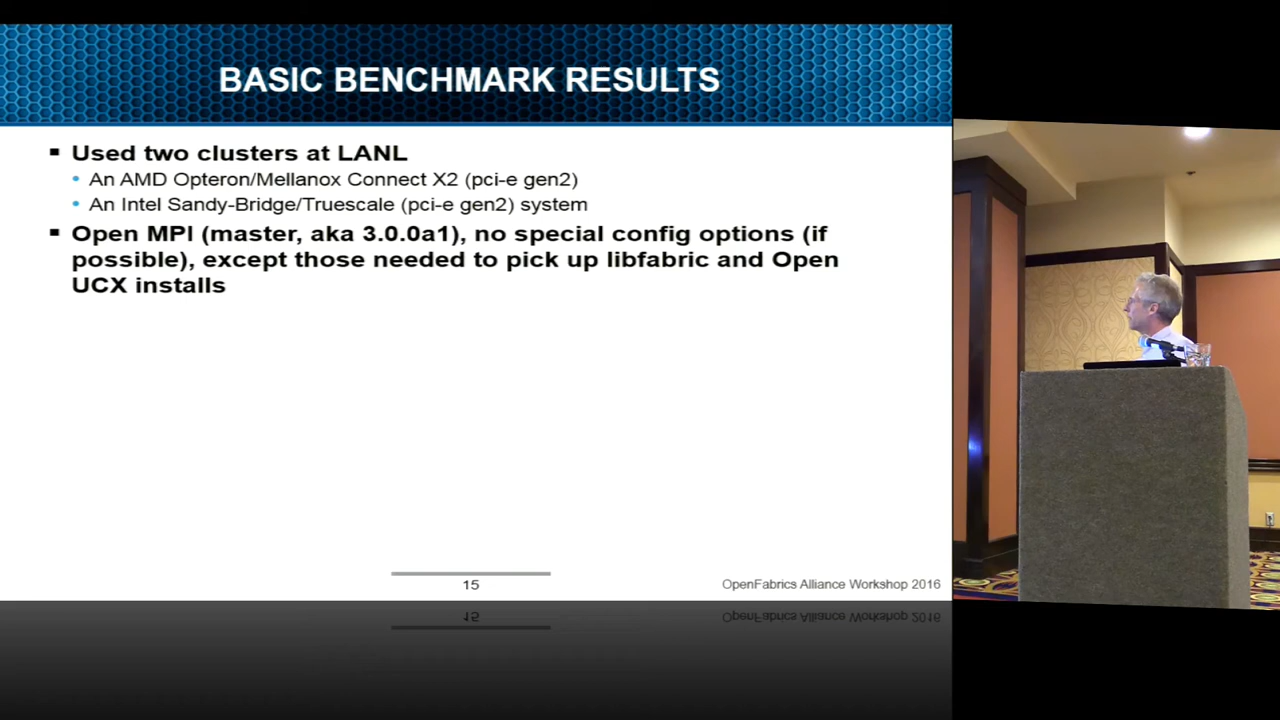 BASIC BENCHMARK RESULTS
Used two clusters at LANL
An AMD Opteron/Mellanox Connect X2 (pci-e gen2)
An Intel Sandy-Bridge/Truescale (pci-e gen2) system
Open MPI (master, aka 3.0.0a1), no special config options (if
possible), except those needed to pick up libfabric and Open
UCX installs
15
OpenFabrics Alliance Workshop 2016